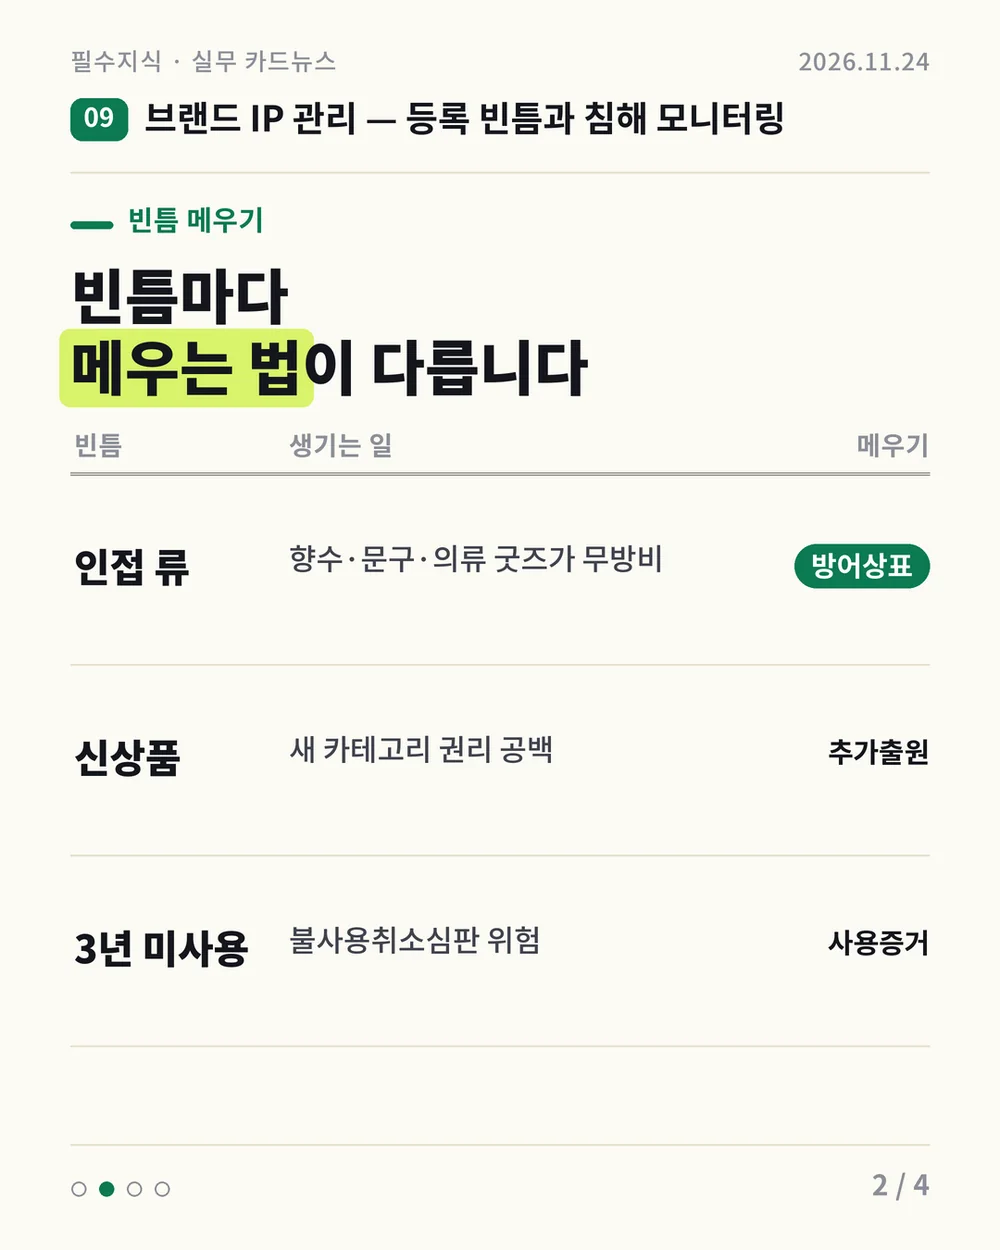 필수지식 · 실무 카드뉴스 2026.11.24
09 브랜드 IP 관리 — 등록 빈틈과 침해 모니터링
빈틈 메우기
빈틈마다
메우는 법이 다릅니다
빈틈 생기는 일 메우기
인접 류 향수·문구·의류 굿즈가 무방비 방어상표
신상품 새 카테고리 권리 공백 추가출원
3년 미사용 불사용취소심판 위험 사용증거
2 / 4